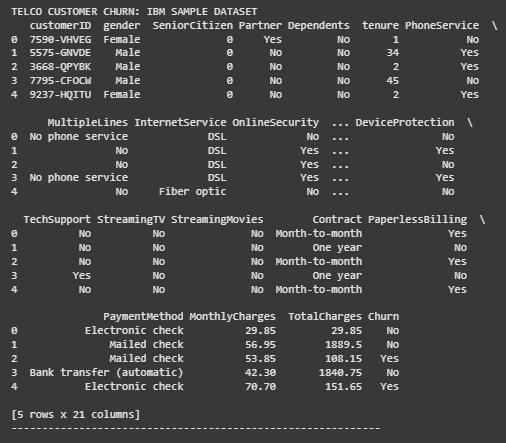 TELCO CUSTOMER CHURN: IBM SAMPLE DATASET
customerID gender SeniorCitizen Partner Dependents tenure PhoneService \
0 7590-VHVEG Female 0 Yes No 1 No
1 5575-GNVDE Male 0 No No 34 Yes
2 3668-QPYBK Male 0 No No 2 Yes
3 7795-CFOCW Male 0 No No 45 No
4 9237-HQITU Female 0 No No 2 Yes
MultipleLines InternetService OnlineSecurity ... DeviceProtection \
0 No phone service DSL No ... No
1 No DSL Yes ... Yes
2 No DSL Yes ... No
3 No phone service DSL Yes ... Yes
4 No Fiber optic No ... No
TechSupport StreamingTV StreamingMovies Contract PaperlessBilling \
0 No No No Month-to-month Yes
1 No No No One year No
2 No No No Month-to-month Yes
3 Yes No No One year No
4 No No No Month-to-month Yes
PaymentMethod MonthlyCharges TotalCharges Churn
0 Electronic check 29.85 29.85 No
1 Mailed check 56.95 1889.5 No
2 Mailed check 53.85 108.15 Yes
3 Bank transfer (automatic) 42.30 1840.75 No
4 Electronic check 70.70 151.65 Yes
[5 rows x 21 columns]
------------------------------------------------------------